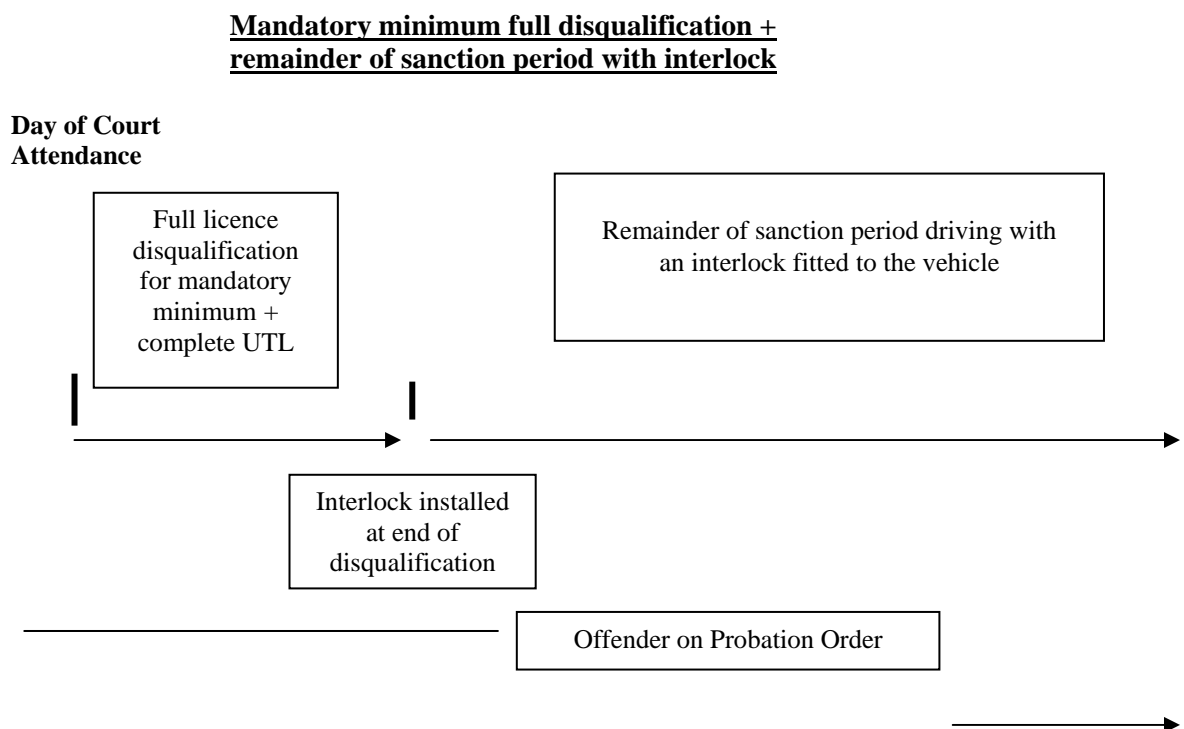 Mandatory minimum full disqualification +
remainder of sanction period with interlock
Day of Court
Attendance
Full licence
disqualification
for mandatory
minimum +
complete UTL
Remainder of sanction period driving with
an interlock fitted to the vehicle
Interlock installed
at end of
disqualification
Offender on Probation Order